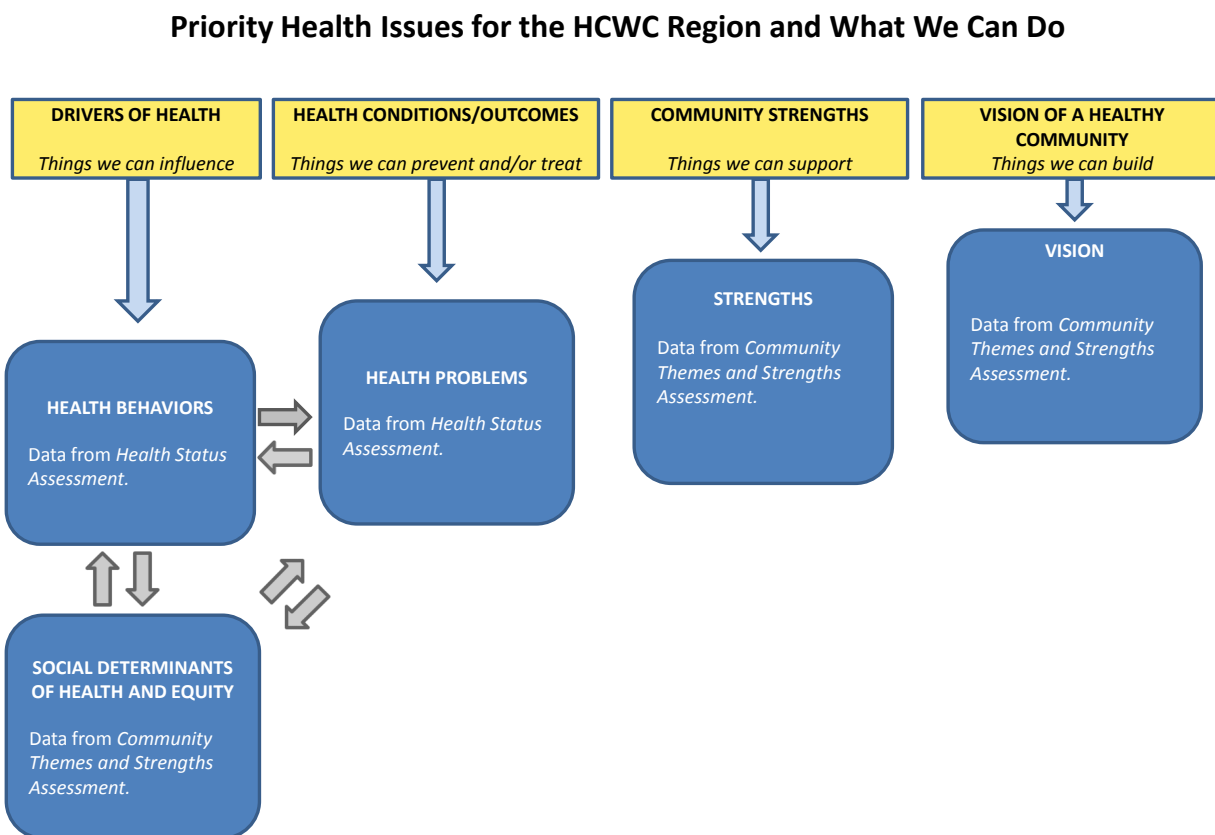 Priority Health Issues for the HCWC Region and What We Can Do
DRIVERS OF HEALTH
Things we can influence
HEALTH CONDITIONS/OUTCOMES
Things we can prevent and/or treat
COMMUNITY STRENGTHS
Things we can support
VISION OF A HEALTHY
COMMUNITY
Things we can build
HEALTH BEHAVIORS
Data from Health Status
Assessment.
HEALTH PROBLEMS
Data from Health Status
Assessment.
STRENGTHS
Data from Community
Themes and Strengths
Assessment.
VISION
Data from Community
Themes and Strengths
Assessment.
SOCIAL DETERMINANTS
OF HEALTH AND EQUITY
Data from Community
Themes and Strengths
Assessment.